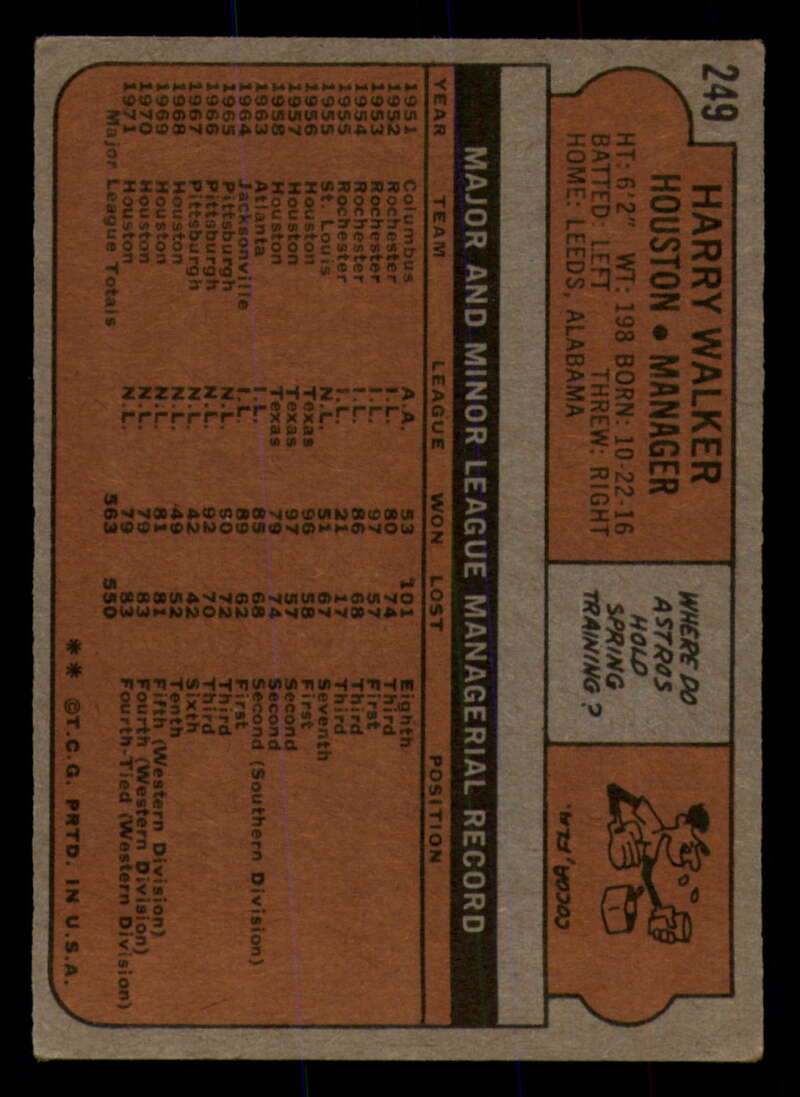 249
HARRY WALKER
HOUSTON • MANAGER
HT: 6'2" WT: 198 BORN: 10-22-16
BATTED: LEFT THREW: RIGHT
HOME: LEEDS, ALABAMA
WHERE DO
ASTROS
HOLD
SPRING
TRAINING?
COCOA, FLA.
MAJOR AND MINOR LEAGUE MANAGERIAL RECORD
YEAR TEAM LEAGUE WON LOST POSITION
1951 Columbus A.A. 53 101 Eighth
1952 Rochester I.L. 80 74 Third
1953 Rochester I.L. 97 57 First
1954 Rochester I.L. 86 68 Third
1955 Rochester I.L. 21 17 Third
1955 St. Louis N.L. 51 67 Seventh
1956 Houston Texas 96 58 First
1957 Houston Texas 97 57 Second
1958 Houston Texas 79 74 Second
1963 Atlanta I.L. 85 68 Second (Southern Division)
1964 Jacksonville I.L. 89 62 First
1965 Pittsburgh N.L. 90 72 Third
1966 Pittsburgh N.L. 92 70 Third
1967 Pittsburgh N.L. 42 42 Sixth
1968 Houston N.L. 49 52 Tenth
1969 Houston N.L. 81 81 Fifth (Western Division)
1970 Houston N.L. 79 83 Fourth (Western Division)
1971 Houston N.L. 79 83 Fourth-Tied (Western Division)
Major League Totals 563 550
** ©T.C.G. PRTD. IN U.S.A.